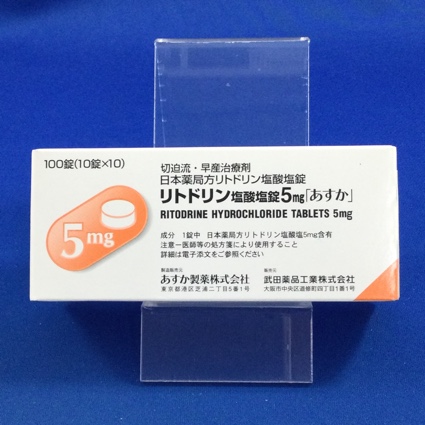 100錠(10錠×10)
切迫流・早産治療剤
日本薬局方リトドリン塩酸塩錠
リトドリン塩酸塩錠5mg「あすか」
RITODRINE HYDROCHLORIDE TABLETS 5mg
5mg
成分 1錠中 日本薬局方リトドリン塩酸塩5mg含有
注意-医師等の処方箋により使用すること
詳細は電子添文をご参照ください
製造販売元
あすか製薬株式会社
東京都港区芝浦二丁目5番1号
販売元
武田薬品工業株式会社
大阪市中央区道修町四丁目1番1号